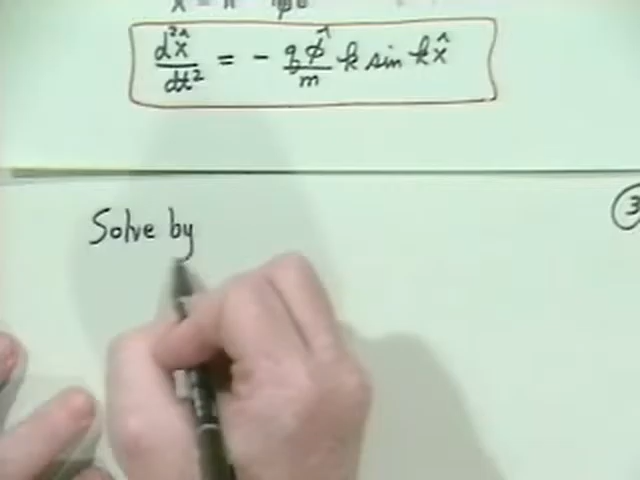 d²x̂/dt² = - qϕ̂/m k sin kx̂
Solve by
3